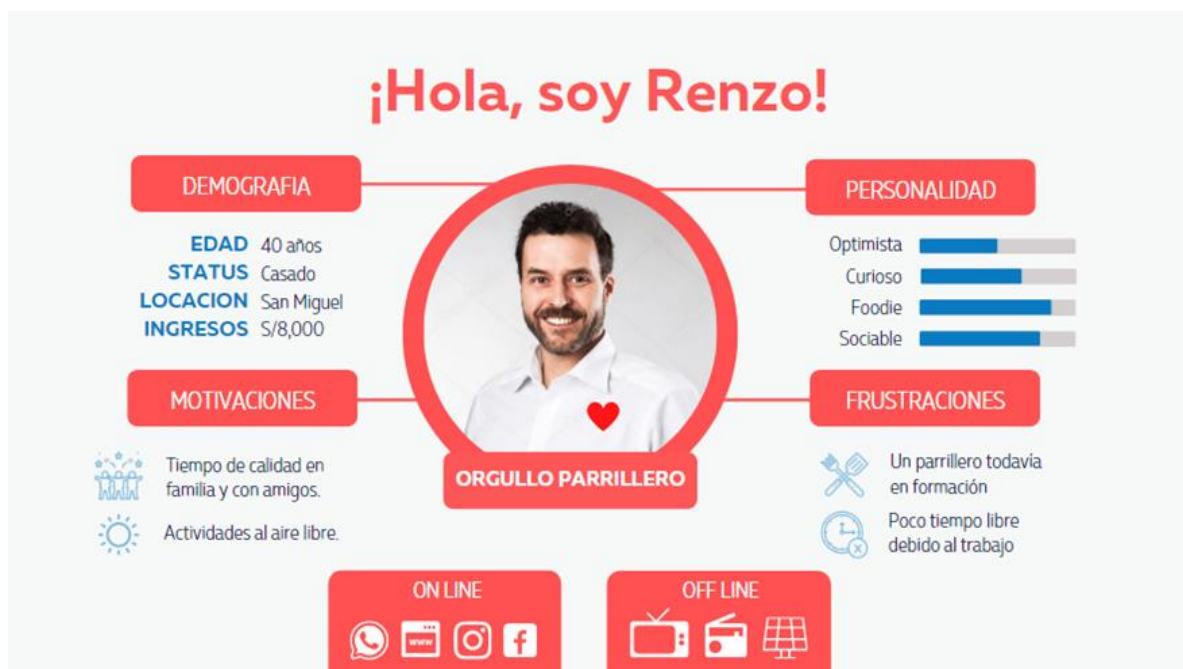 ¡Hola, soy Renzo!
DEMOGRAFIA
EDAD 40 años
STATUS Casado
LOCACION San Miguel
INGRESOS S/8,000
PERSONALIDAD
Optimista
Curioso
Foodie
Sociable
MOTIVACIONES
Tiempo de calidad en
familia y con amigos.
Actividades al aire libre.
ORGULLO PARRILLERO
FRUSTRACIONES
Un parrillero todavía
en formación
Poco tiempo libre
debido al trabajo
ON LINE
www
OFF LINE